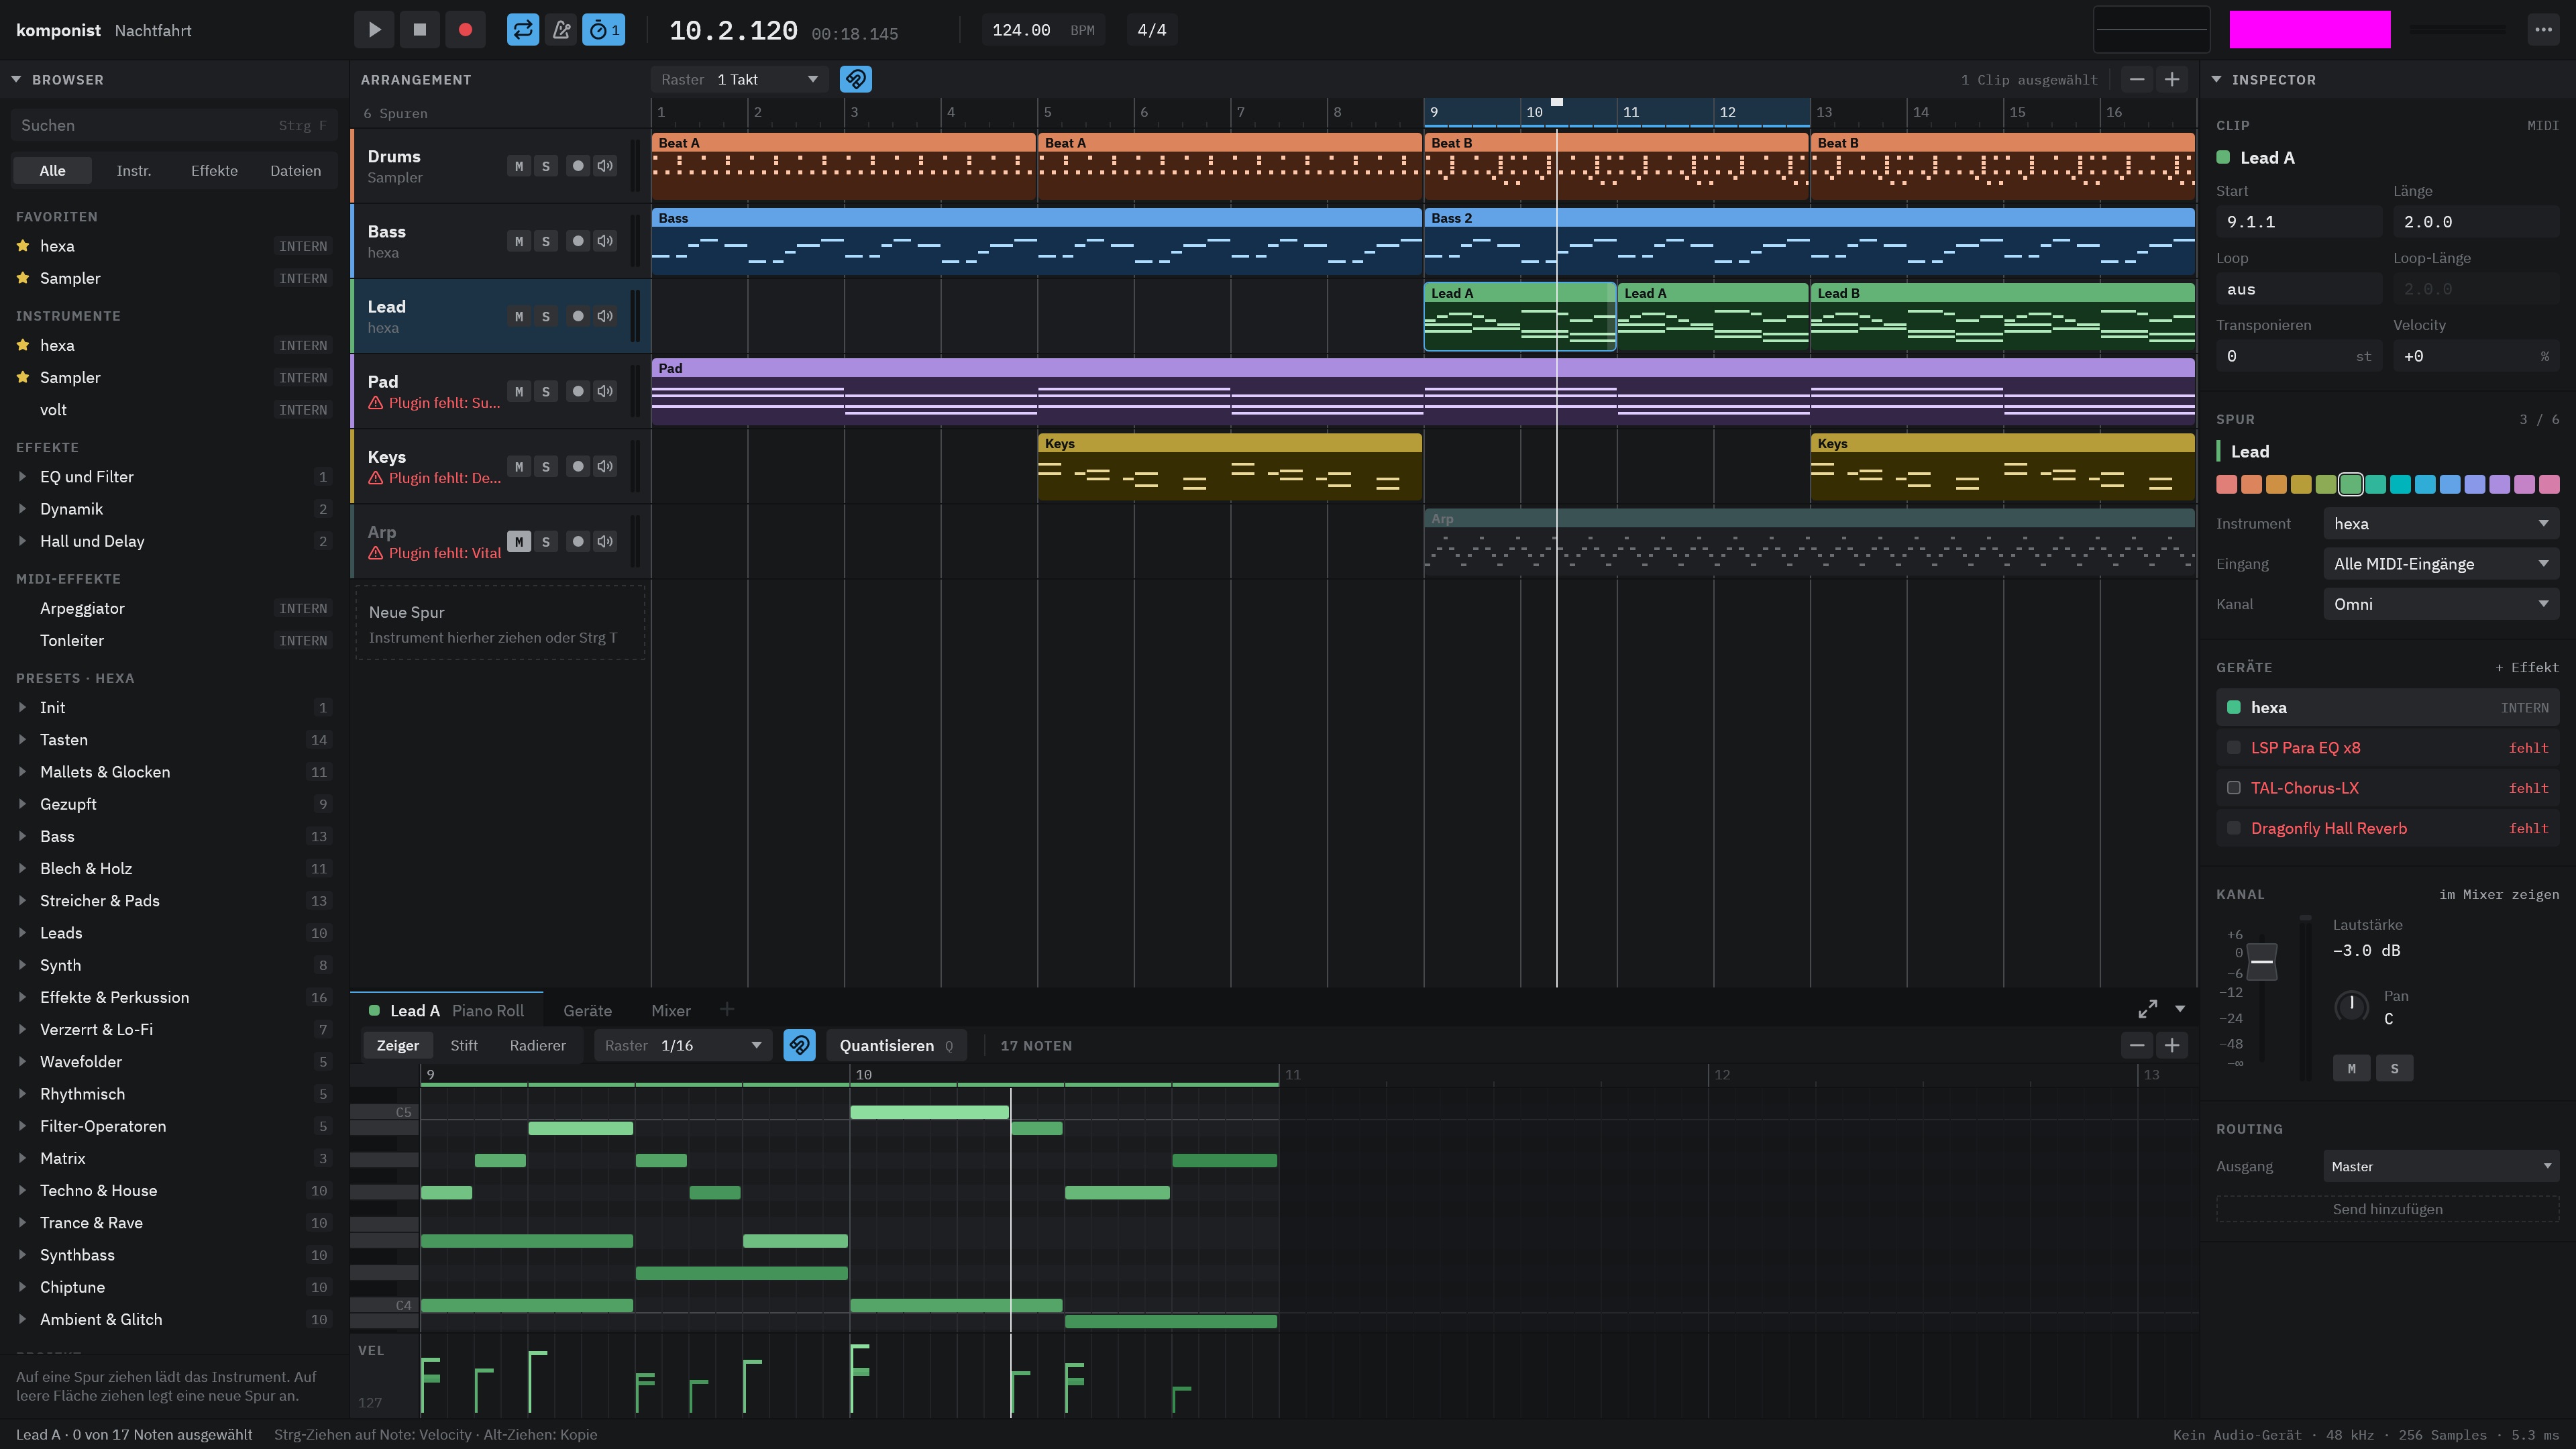 komponist Nachtfahrt
1 10.2.120 00:18.145 124.00 BPM 4/4
BROWSER
Suchen Strg F
Alle Instr. Effekte Dateien
FAVORITEN
hexa INTERN
Sampler INTERN
INSTRUMENTE
hexa INTERN
Sampler INTERN
volt INTERN
EFFEKTE
EQ und Filter 1
Dynamik 2
Hall und Delay 2
MIDI-EFFEKTE
Arpeggiator INTERN
Tonleiter INTERN
PRESETS · HEXA
Init 1
Tasten 14
Mallets & Glocken 11
Gezupft 9
Bass 13
Blech & Holz 11
Streicher & Pads 13
Leads 10
Synth 8
Effekte & Perkussion 16
Verzerrt & Lo-Fi 7
Wavefolder 5
Rhythmisch 5
Filter-Operatoren 5
Matrix 3
Techno & House 10
Trance & Rave 10
Synthbass 10
Chiptune 10
Ambient & Glitch 10
Auf eine Spur ziehen lädt das Instrument. Auf
leere Fläche ziehen legt eine neue Spur an.
ARRANGEMENT Raster 1 Takt 1 Clip ausgewählt
6 Spuren 1 2 3 4 5 6 7 8 9 10 11 12 13 14 15 16
Drums M S
Sampler
Beat A Beat A Beat B Beat B
Bass M S
hexa
Bass Bass 2
Lead M S
hexa
Lead A Lead A Lead B
Pad M S
Plugin fehlt: Su...
Pad
Keys M S
Plugin fehlt: De...
Keys Keys
Arp M S
Plugin fehlt: Vital
Arp
Neue Spur
Instrument hierher ziehen oder Strg T
Lead A Piano Roll Geräte Mixer
Zeiger Stift Radierer Raster 1/16 Quantisieren Q 17 NOTEN
9 10 11 12 13
C5
C4
VEL
127
INSPECTOR
CLIP MIDI
Lead A
Start Länge
9.1.1 2.0.0
Loop Loop-Länge
aus 2.0.0
Transponieren Velocity
0 st +0 %
SPUR 3 / 6
Lead
Instrument hexa
Eingang Alle MIDI-Eingänge
Kanal Omni
GERÄTE + Effekt
hexa INTERN
LSP Para EQ x8 fehlt
TAL-Chorus-LX fehlt
Dragonfly Hall Reverb fehlt
KANAL im Mixer zeigen
+6
0
−6
−12
−24
−48
−∞
Lautstärke
−3.0 dB
Pan
C
M S
ROUTING
Ausgang Master
Send hinzufügen
Lead A · 0 von 17 Noten ausgewählt Strg-Ziehen auf Note: Velocity · Alt-Ziehen: Kopie Kein Audio-Gerät · 48 kHz · 256 Samples · 5.3 ms